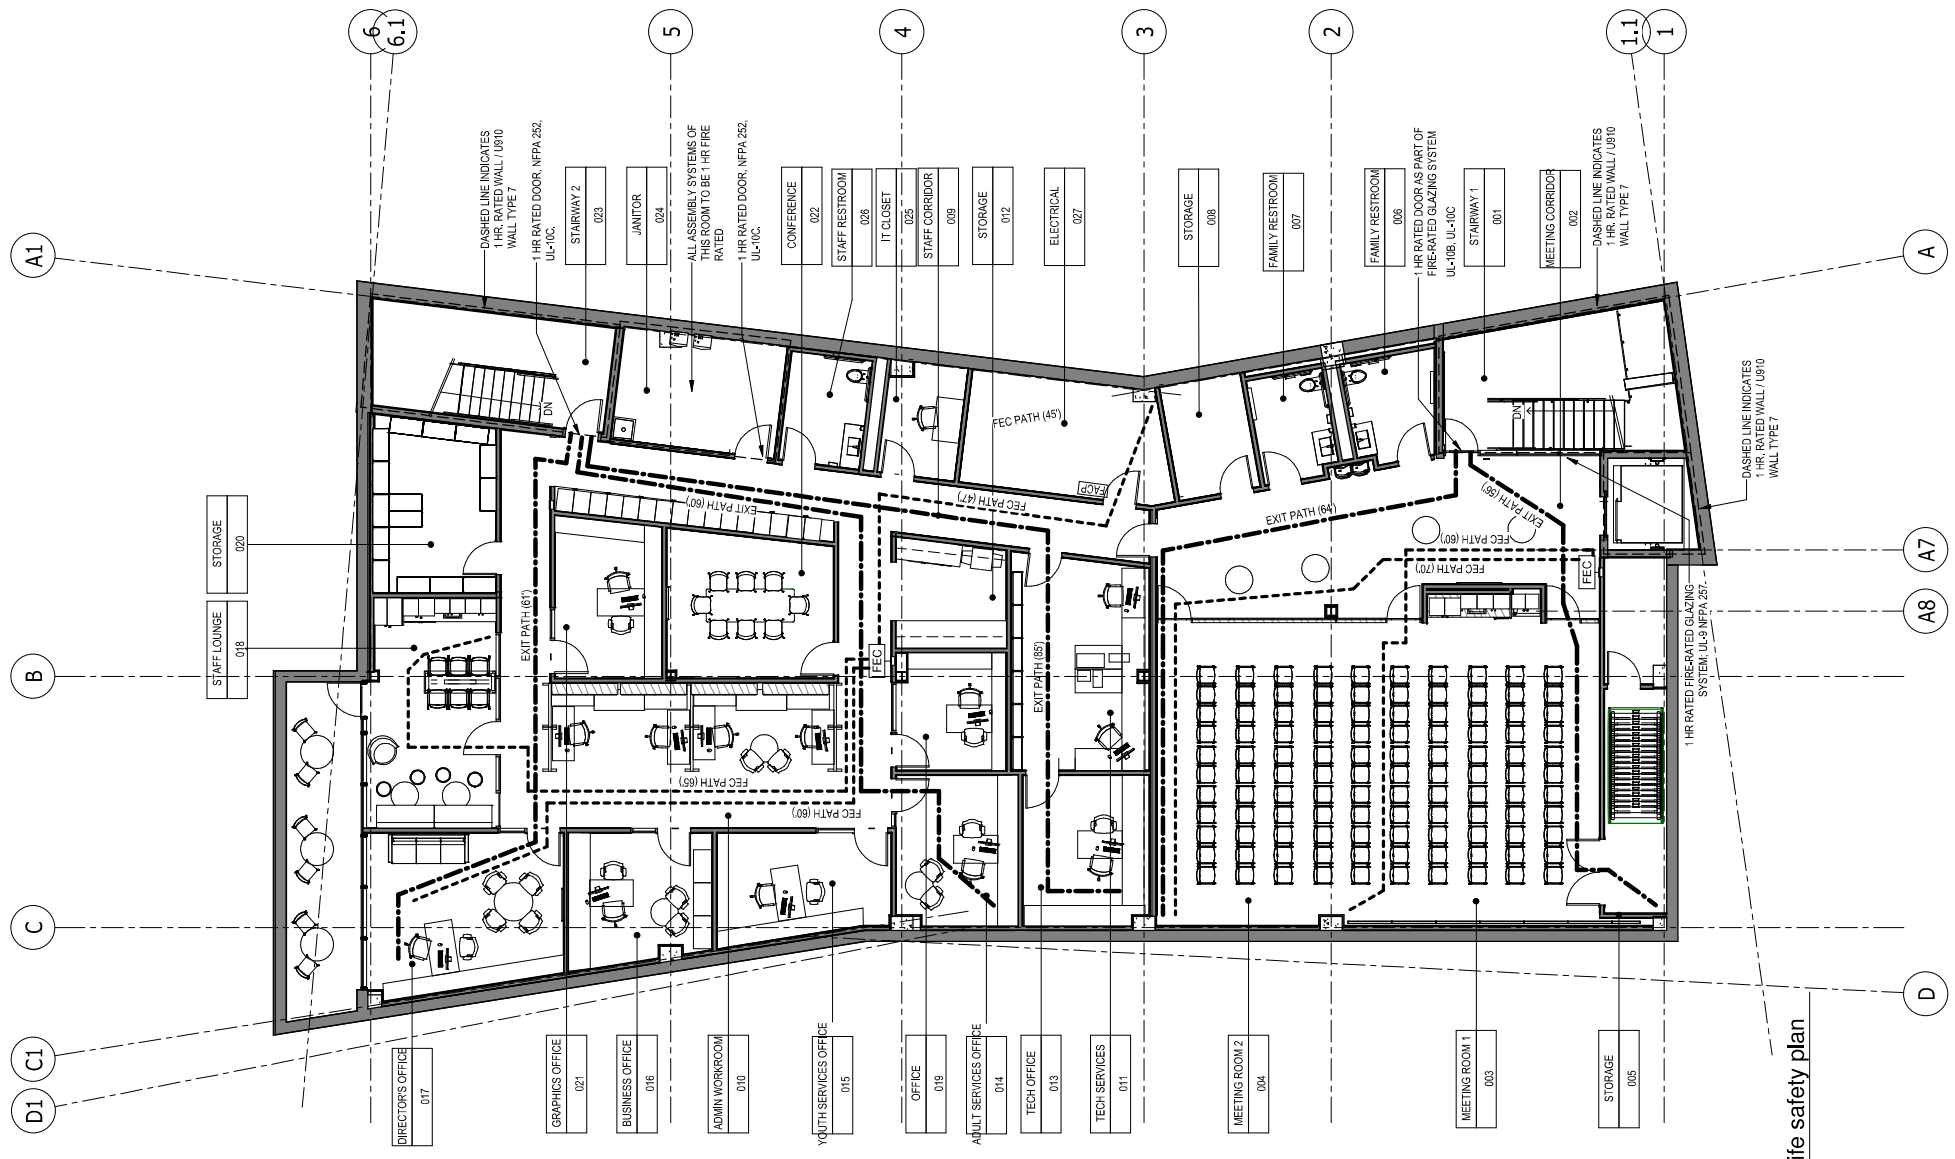 6
6.1
5
4
3
2
1.1
1
A1
B
C
C1
D1
A
A7
A8
D
DASHED LINE INDICATES
1 HR. RATED WALL / U910
WALL TYPE 7
1 HR RATED DOOR, NFPA 252,
UL-10C.
STAIRWAY 2
023
JANITOR
024
ALL ASSEMBLY SYSTEMS OF
THIS ROOM TO BE 1 HR FIRE
RATED
1 HR RATED DOOR, NFPA 252,
UL-10C.
CONFERENCE
022
STAFF RESTROOM
026
IT CLOSET
025
STAFF CORRIDOR
009
STORAGE
012
ELECTRICAL
027
STORAGE
008
FAMILY RESTROOM
007
FAMILY RESTROOM
006
1 HR RATED DOOR AS PART OF
FIRE-RATED GLAZING SYSTEM
UL-10B, UL-10C
STAIRWAY 1
001
MEETING CORRIDOR
002
DASHED LINE INDICATES
1 HR. RATED WALL / U910
WALL TYPE 7
DASHED LINE INDICATES
1 HR. RATED WALL / U910
WALL TYPE 7
STORAGE
020
STAFF LOUNGE
018
DN
DN
FEC PATH (45')
FACP
FEC PATH (47')
EXIT PATH (60')
EXIT PATH (61')
EXIT PATH (85')
EXIT PATH (64')
EXIT PATH (56')
FEC PATH (60')
FEC PATH (70')
FEC
FEC
FEC PATH (65')
FEC PATH (60')
1 HR RATED FIRE-RATED GLAZING
SYSTEM; UL-9 NFPA 257
DIRECTOR'S OFFICE
017
GRAPHICS OFFICE
021
BUSINESS OFFICE
016
ADMIN WORKROOM
010
YOUTH SERVICES OFFICE
015
OFFICE
019
ADULT SERVICES OFFICE
014
TECH OFFICE
013
TECH SERVICES
011
MEETING ROOM 2
004
MEETING ROOM 1
003
STORAGE
005
ife safety plan